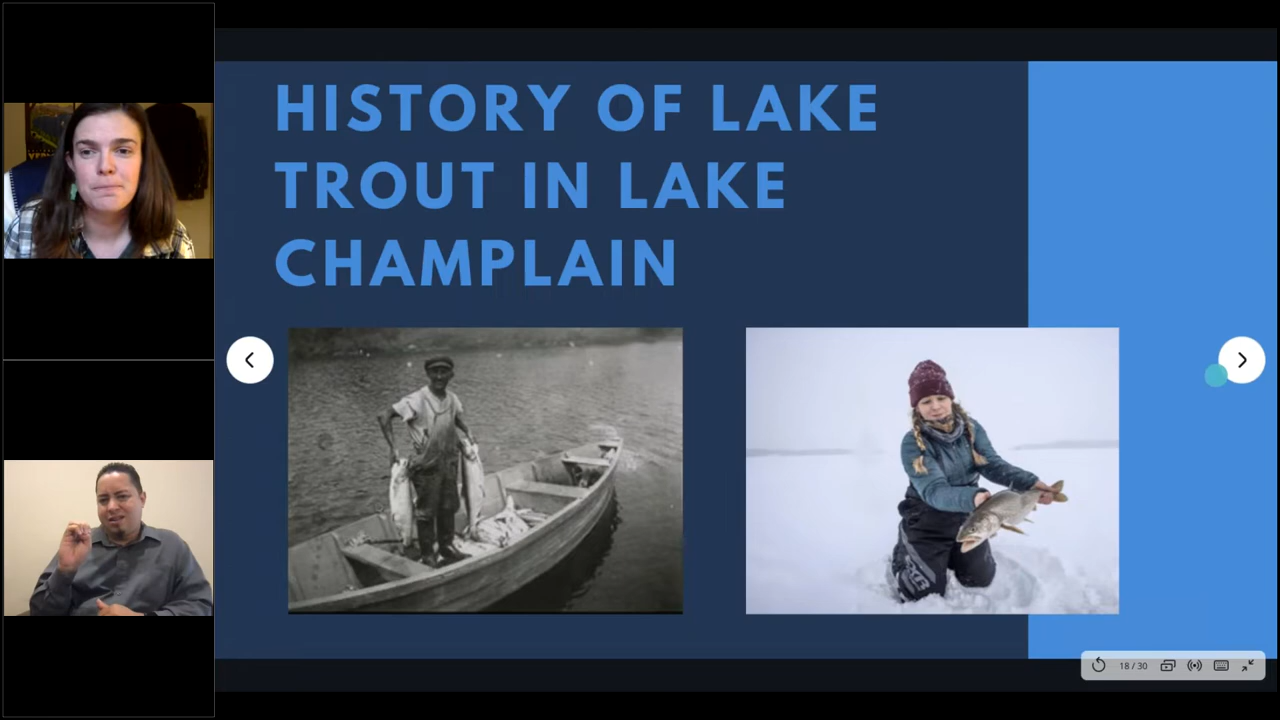 HISTORY OF LAKE
TROUT IN LAKE
CHAMPLAIN
18 / 30